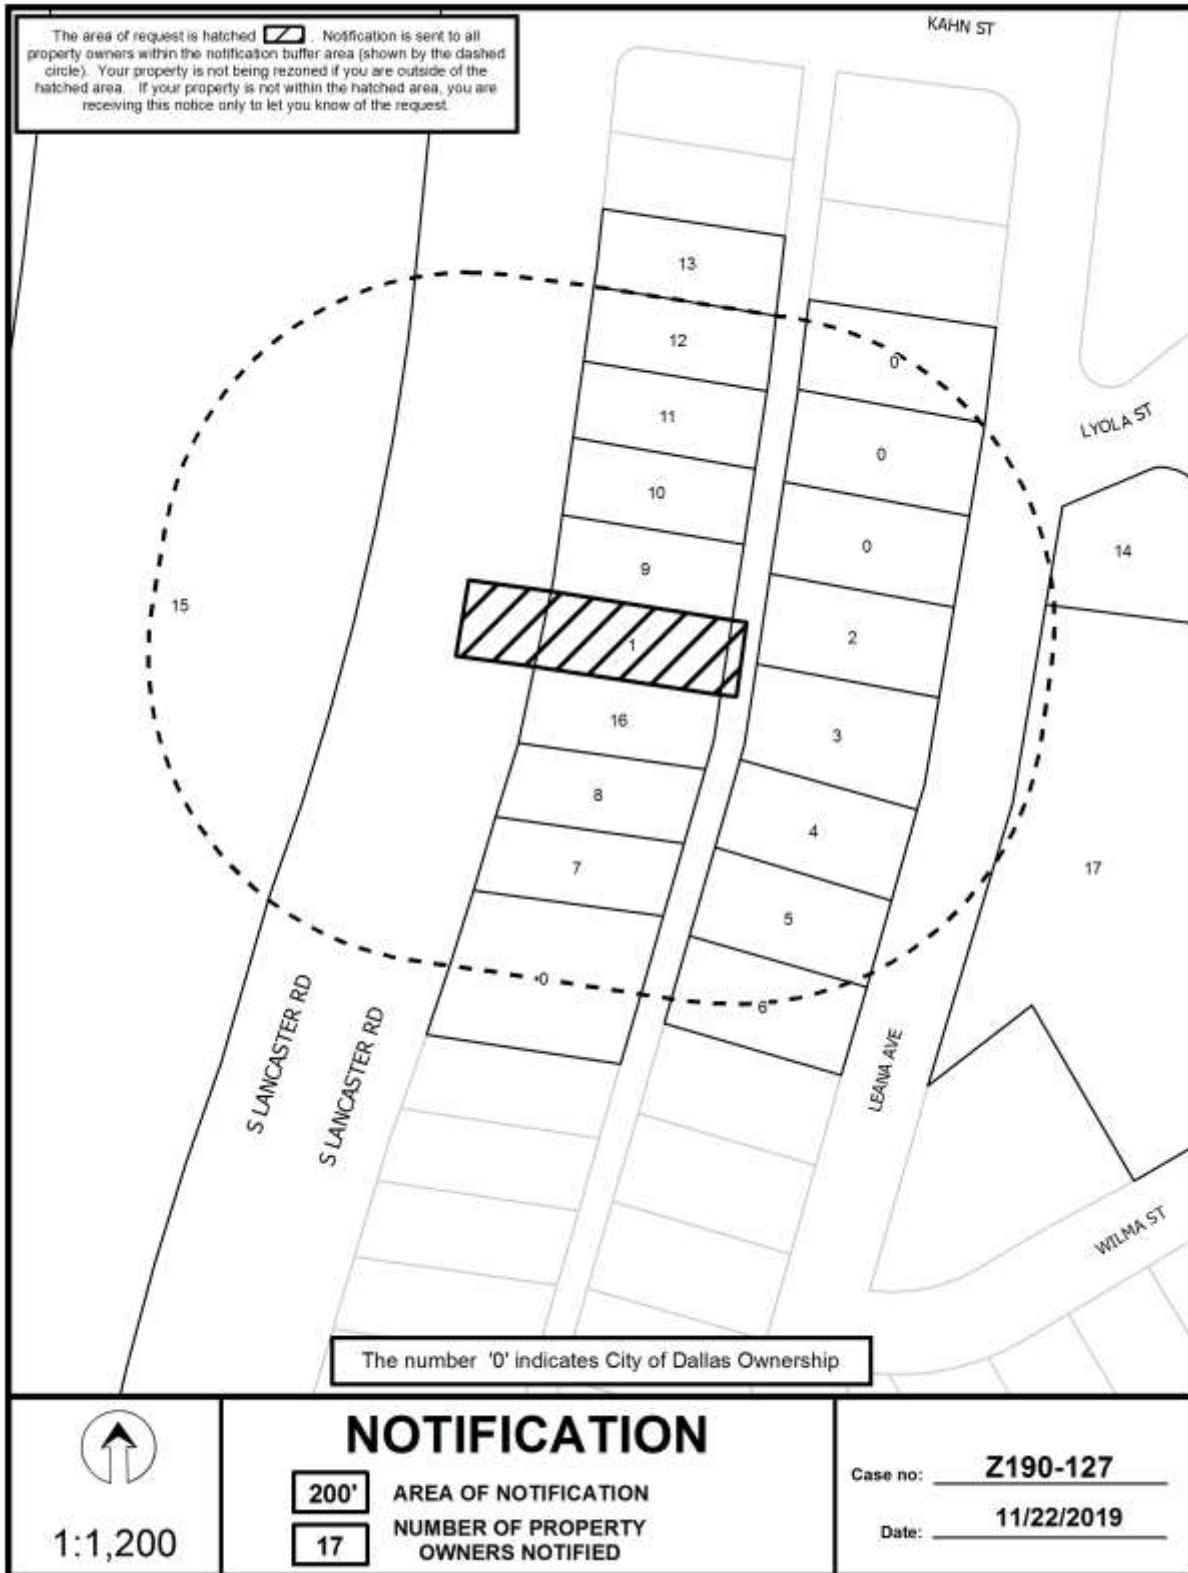 The area of request is hatched . Notification is sent to all
property owners within the notification buffer area (shown by the dashed
circle). Your property is not being rezoned if you are outside of the
hatched area. If your property is not within the hatched area, you are
receiving this notice only to let you know of the request.
KAHN ST
13
12
0
11
LYOLA ST
0
10
0
14
9
15
1
2
16
3
8
4
7
17
5
0
6
S LANCASTER RD
S LANCASTER RD
LEANA AVE
WILMA ST
The number '0' indicates City of Dallas Ownership
1:1,200
NOTIFICATION
200' AREA OF NOTIFICATION
17 NUMBER OF PROPERTY
OWNERS NOTIFIED
Case no: Z190-127
Date: 11/22/2019